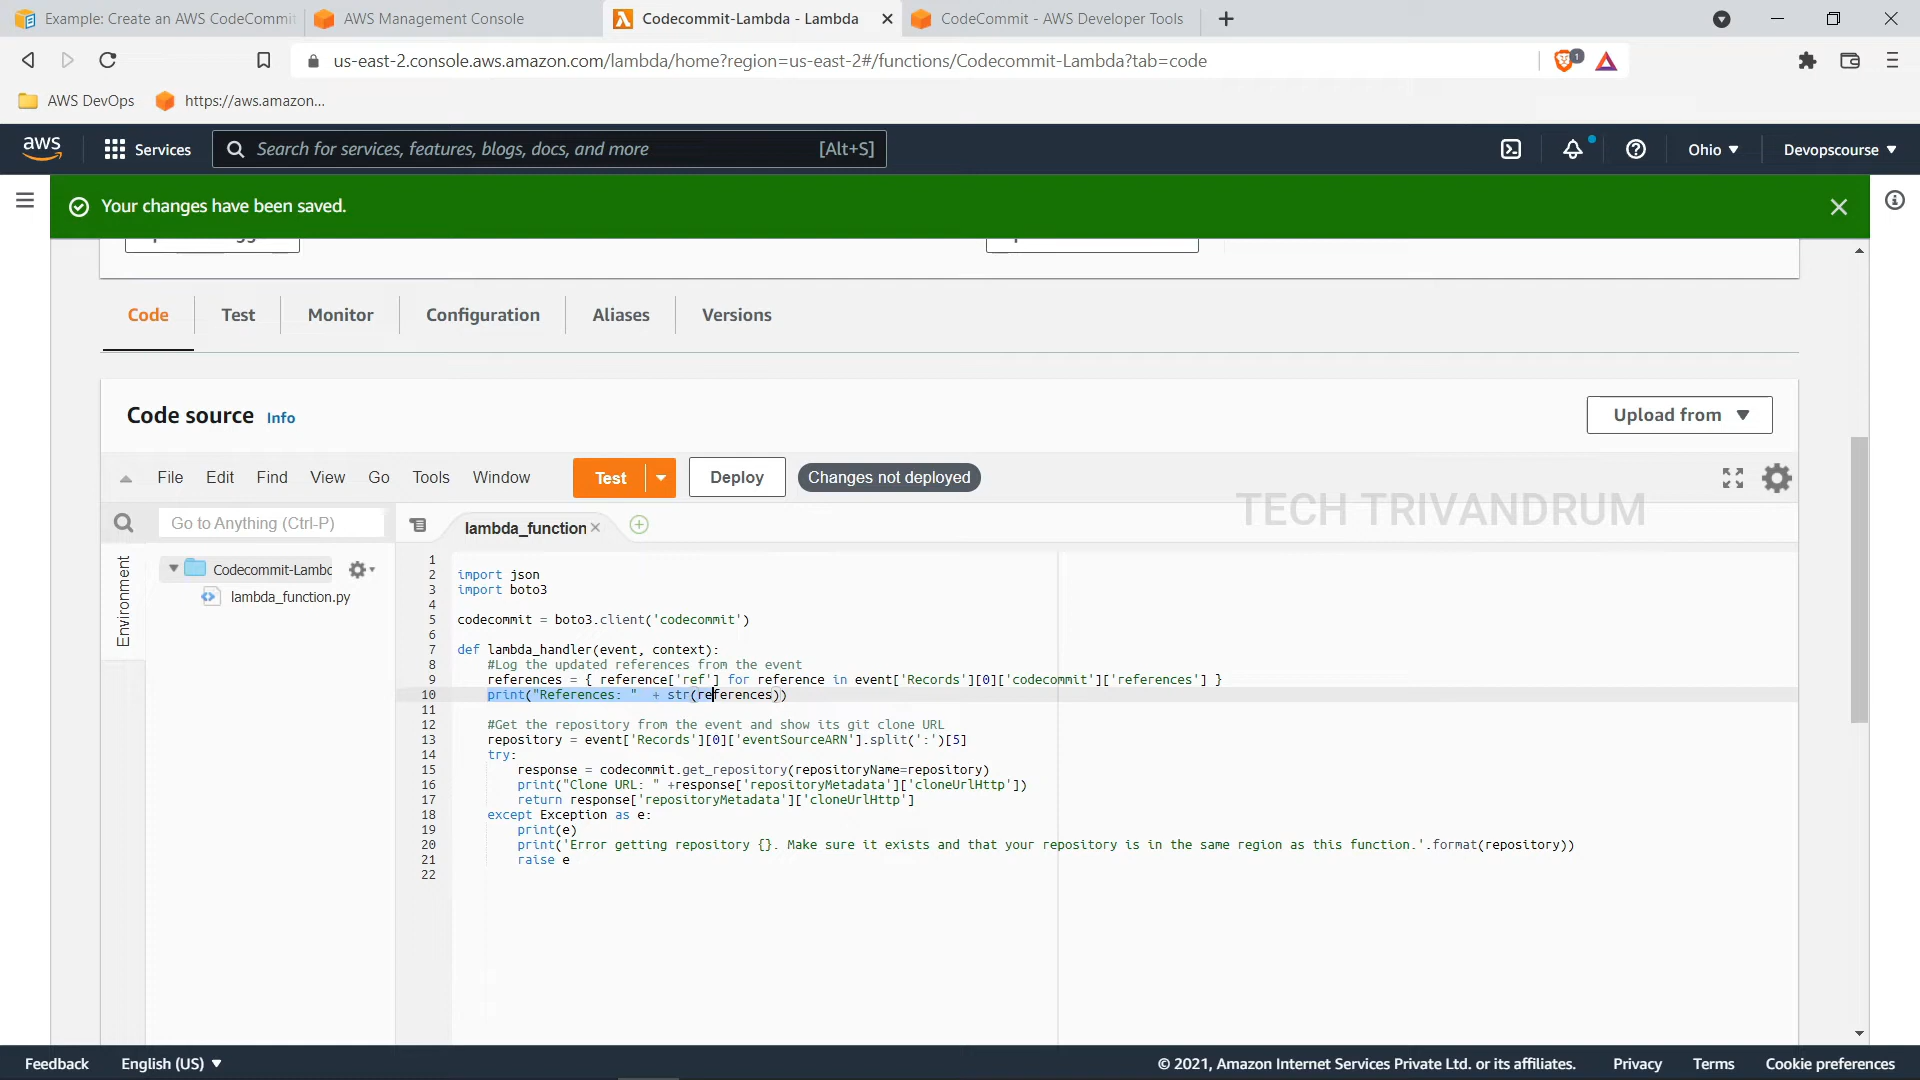 Example: Create an AWS CodeCommit
AWS Management Console
Codecommit-Lambda - Lambda
CodeCommit - AWS Developer Tools
us-east-2.console.aws.amazon.com/lambda/home?region=us-east-2#/functions/Codecommit-Lambda?tab=code
1
AWS DevOps
https://aws.amazon...
aws
Services
Search for services, features, blogs, docs, and more
[Alt+S]
Ohio
Devopscourse
Your changes have been saved.
Code
Test
Monitor
Configuration
Aliases
Versions
Code source Info
Upload from
File Edit Find View Go Tools Window
Test
Deploy
Changes not deployed
TECH TRIVANDRUM
Go to Anything (Ctrl-P)
lambda_function
Environment
Codecommit-Lambd
lambda_function.py
1
2 import json
3 import boto3
4
5 codecommit = boto3.client('codecommit')
6
7 def lambda_handler(event, context):
8 #Log the updated references from the event
9 references = { reference['ref'] for reference in event['Records'][0]['codecommit']['references'] }
10 print("References: " + str(references))
11
12 #Get the repository from the event and show its git clone URL
13 repository = event['Records'][0]['eventSourceARN'].split(':')[5]
14 try:
15 response = codecommit.get_repository(repositoryName=repository)
16 print("Clone URL: " +response['repositoryMetadata']['cloneUrlHttp'])
17 return response['repositoryMetadata']['cloneUrlHttp']
18 except Exception as e:
19 print(e)
20 print('Error getting repository {}. Make sure it exists and that your repository is in the same region as this function.'.format(repository))
21 raise e
22
Feedback
English (US)
© 2021, Amazon Internet Services Private Ltd. or its affiliates.
Privacy
Terms
Cookie preferences